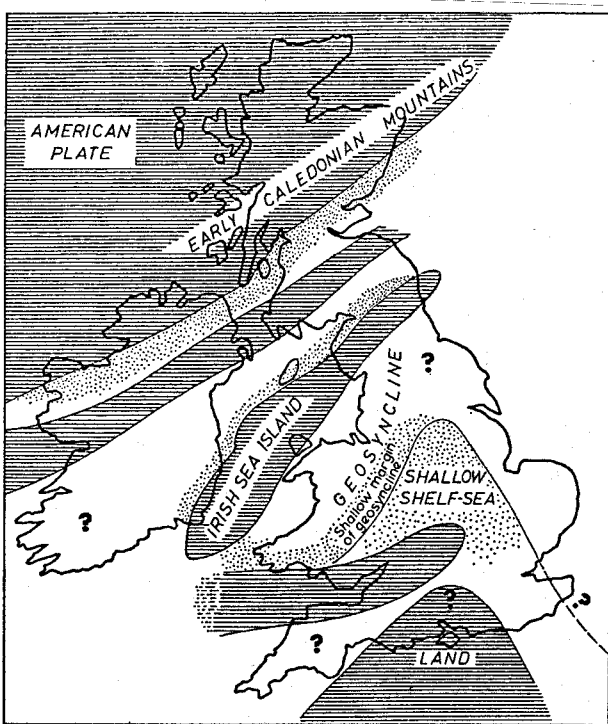 AMERICAN
PLATE
EARLY CALEDONIAN MOUNTAINS
?
GEOSYNCLINE
Shallow margin
of geosyncline
IRISH SEA ISLAND
SHALLOW
SHELF-SEA
?
?
?
?
LAND